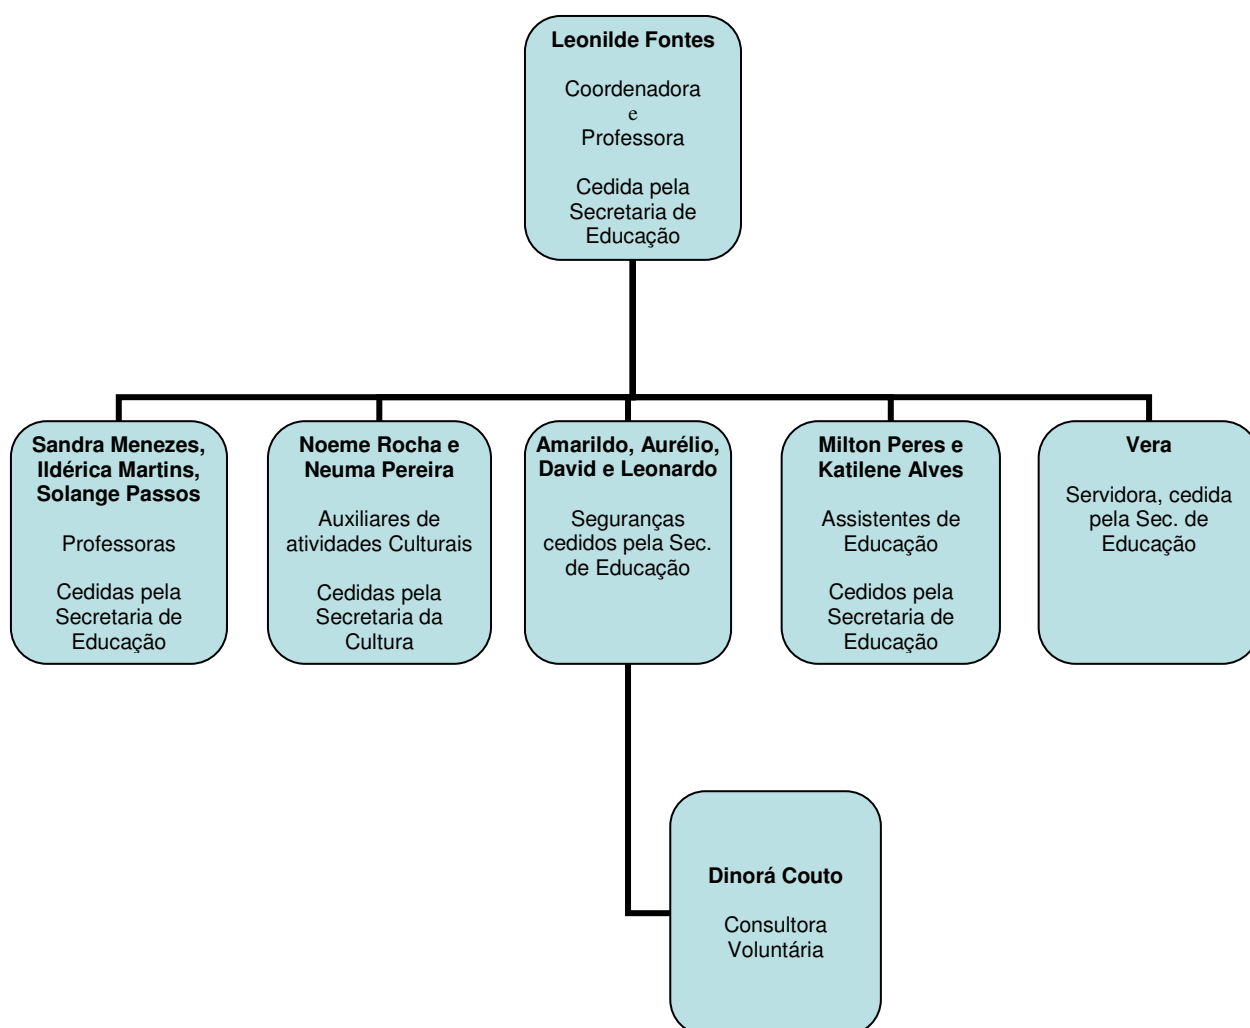 Leonilde Fontes
Coordenadora
e
Professora
Cedida pela
Secretaria de
Educação
Sandra Menezes,
Ildérica Martins,
Solange Passos
Professoras
Cedidas pela
Secretaria de
Educação
Noeme Rocha e
Neuma Pereira
Auxiliares de
atividades Culturais
Cedidas pela
Secretaria da
Cultura
Amarildo, Aurélio,
David e Leonardo
Seguranças
cedidos pela Sec.
de Educação
Milton Peres e
Katilene Alves
Assistentes de
Educação
Cedidos pela
Secretaria de
Educação
Vera
Servidora, cedida
pela Sec. de
Educação
Dinorá Couto
Consultora
Voluntária